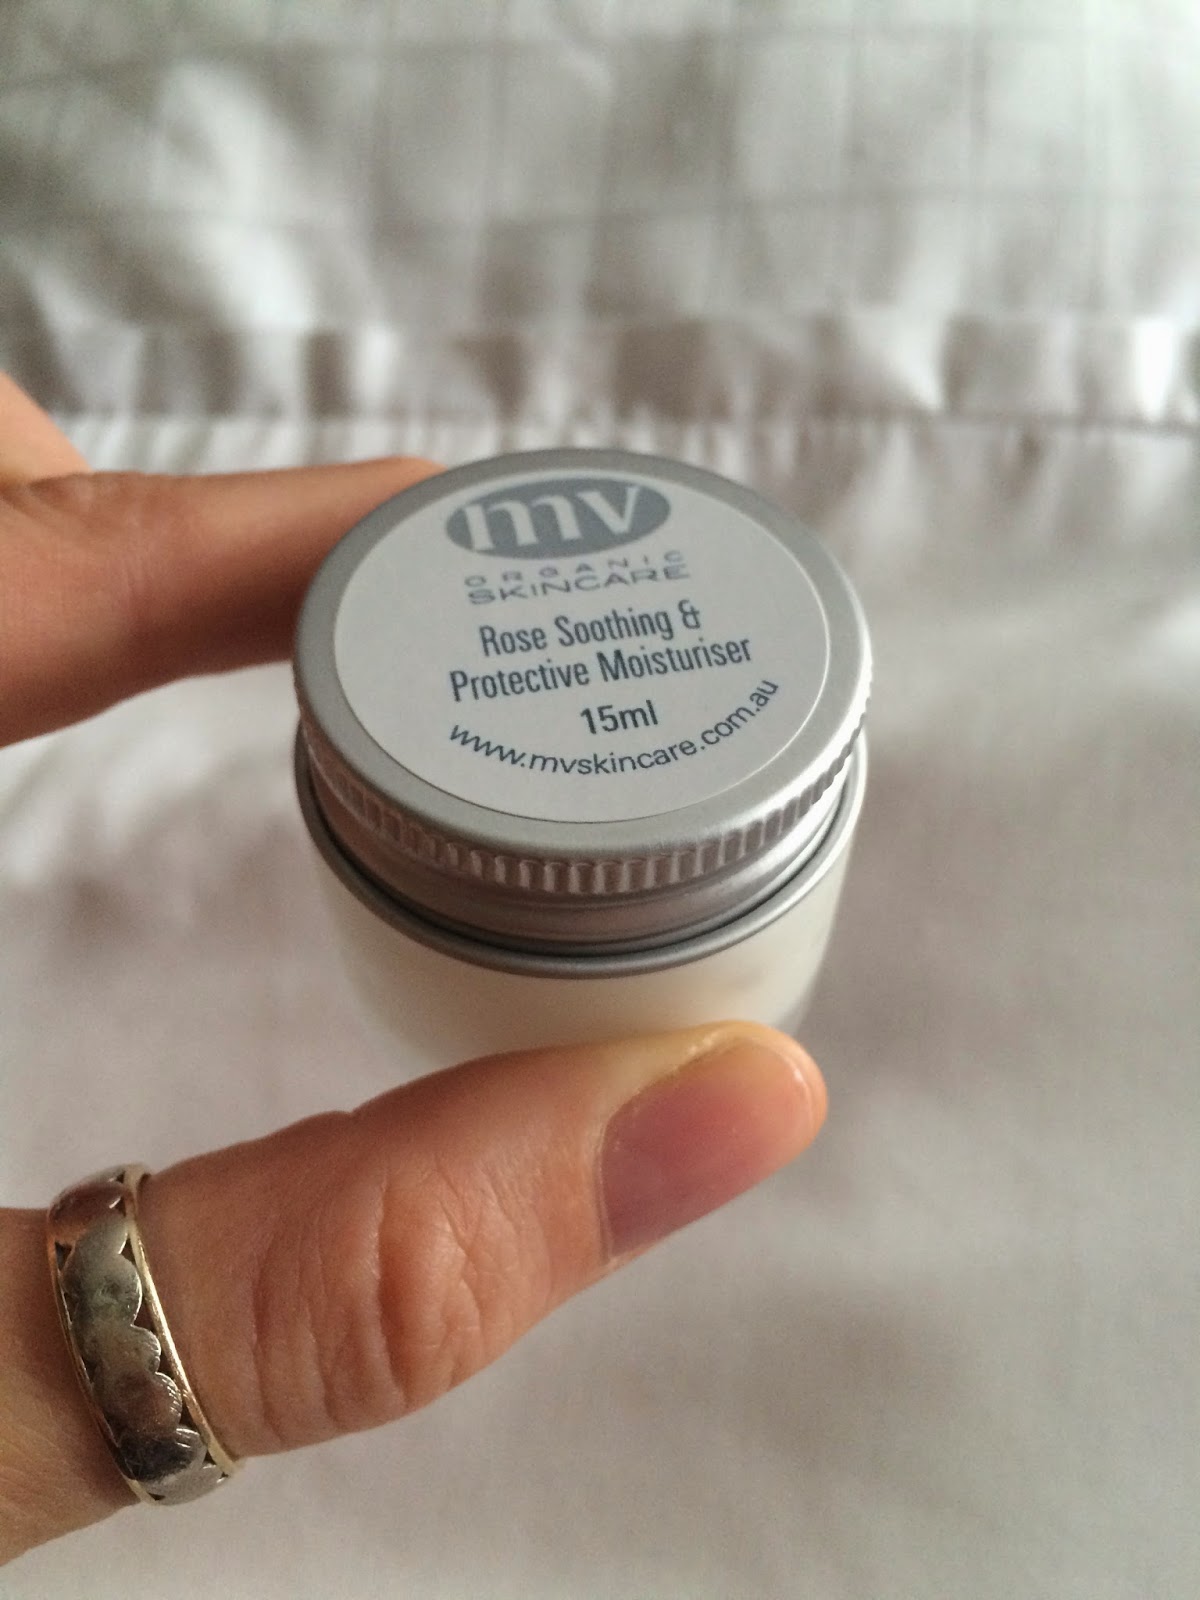 mv
ORGANIC
SKINCARE
Rose Soothing &
Protective Moisturiser
15ml
www.mvskincare.com.au